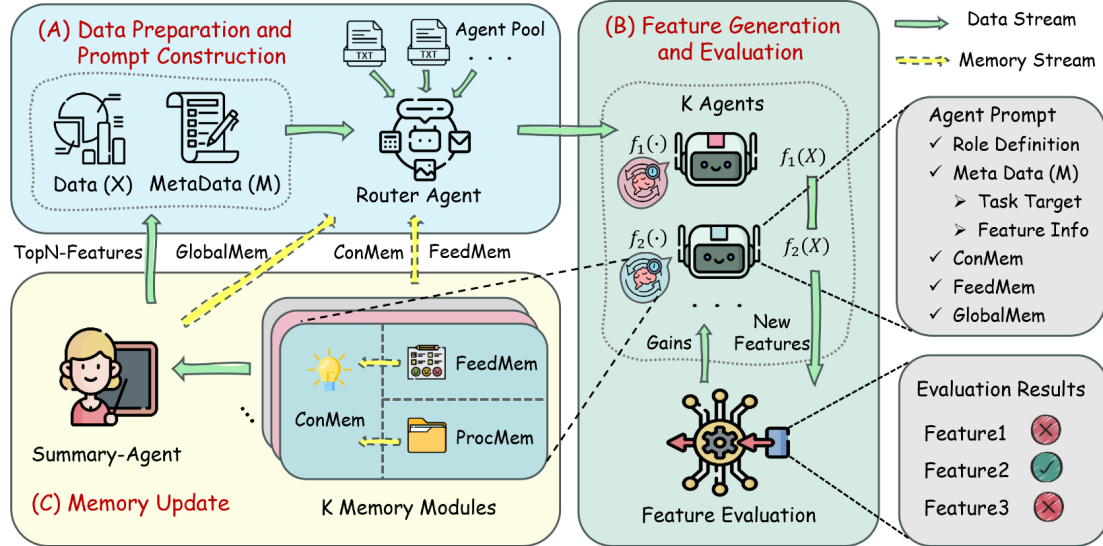 (A) Data Preparation and
Prompt Construction
TXT
TXT
Agent Pool
. . .
Data (X)
MetaData (M)
Router Agent
TopN-Features
GlobalMem
ConMem
FeedMem
Summary-Agent
...
ConMem
FeedMem
ProcMem
(C) Memory Update
K Memory Modules
(B) Feature Generation
and Evaluation
K Agents
f₁(·)
f₁(X)
f₂(·)
f₂(X)
. . .
Gains
New
Features
Feature Evaluation
Data Stream
Memory Stream
Agent Prompt
✓ Role Definition
✓ Meta Data (M)
➢ Task Target
➢ Feature Info
✓ ConMem
✓ FeedMem
✓ GlobalMem
Evaluation Results
Feature1
Feature2
Feature3